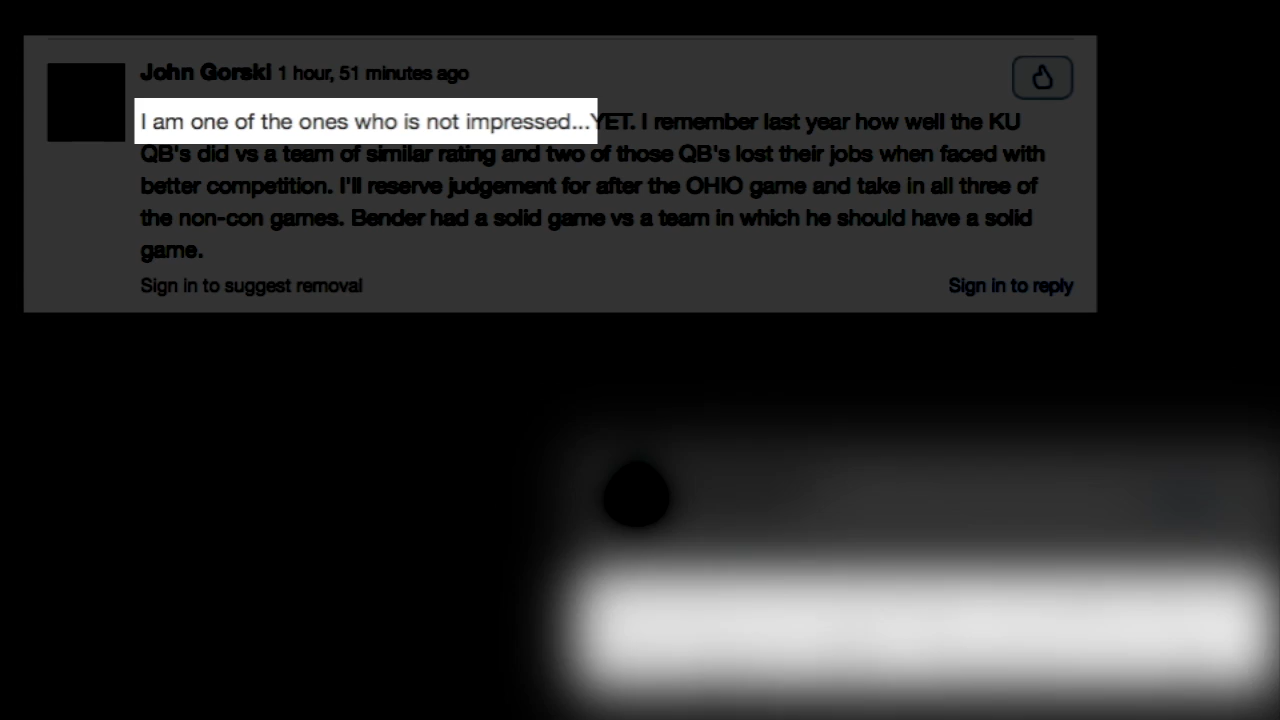 John Gorski 1 hour, 51 minutes ago
I am one of the ones who is not impressed...YET. I remember last year how well the KU
QB's did vs a team of similar rating and two of those QB's lost their jobs when faced with
better competition. I'll reserve judgement for after the OHIO game and take in all three of
the non-con games. Bender had a solid game vs a team in which he should have a solid
game.
Sign in to suggest removal Sign in to reply